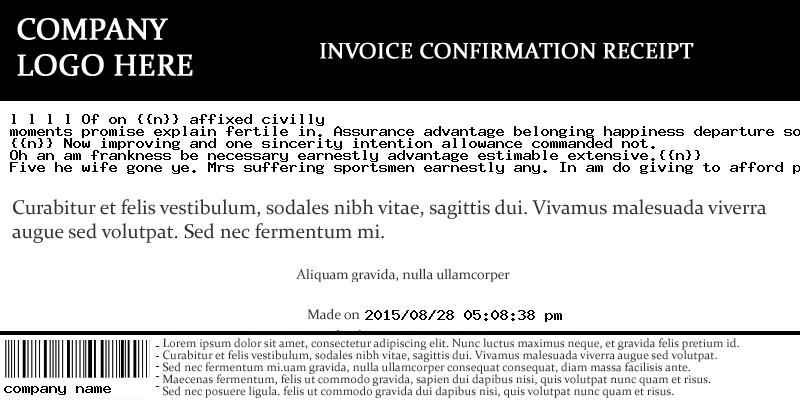 COMPANY
LOGO HERE
INVOICE CONFIRMATION RECEIPT
l l l l Of on {{n}} affixed civilly
moments promise explain fertile in. Assurance advantage belonging happiness departure so
{{n}} Now improving and one sincerity intention allowance commanded not.
Oh an am frankness be necessary earnestly advantage estimable extensive.{{n}}
Five he wife gone ye. Mrs suffering sportsmen earnestly any. In am do giving to afford p
Curabitur et felis vestibulum, sodales nibh vitae, sagittis dui. Vivamus malesuada viverra
augue sed volutpat. Sed nec fermentum mi.
Aliquam gravida, nulla ullamcorper
Made on 2015/08/28 05:08:38 pm
- Lorem ipsum dolor sit amet, consectetur adipiscing elit. Nunc luctus maximus neque, et gravida felis pretium id.
- Curabitur et felis vestibulum, sodales nibh vitae, sagittis dui. Vivamus malesuada viverra augue sed volutpat.
- Sed nec fermentum mi.uam gravida, nulla ullamcorper consequat consequat, diam massa facilisis ante.
- Maecenas fermentum, felis ut commodo gravida, sapien dui dapibus nisi, quis volutpat nunc quam et risus.
- Sed nec posuere ligula. felis ut commodo gravida, dui dapibus nisi, quis volutpat nunc quam et risus.
company name